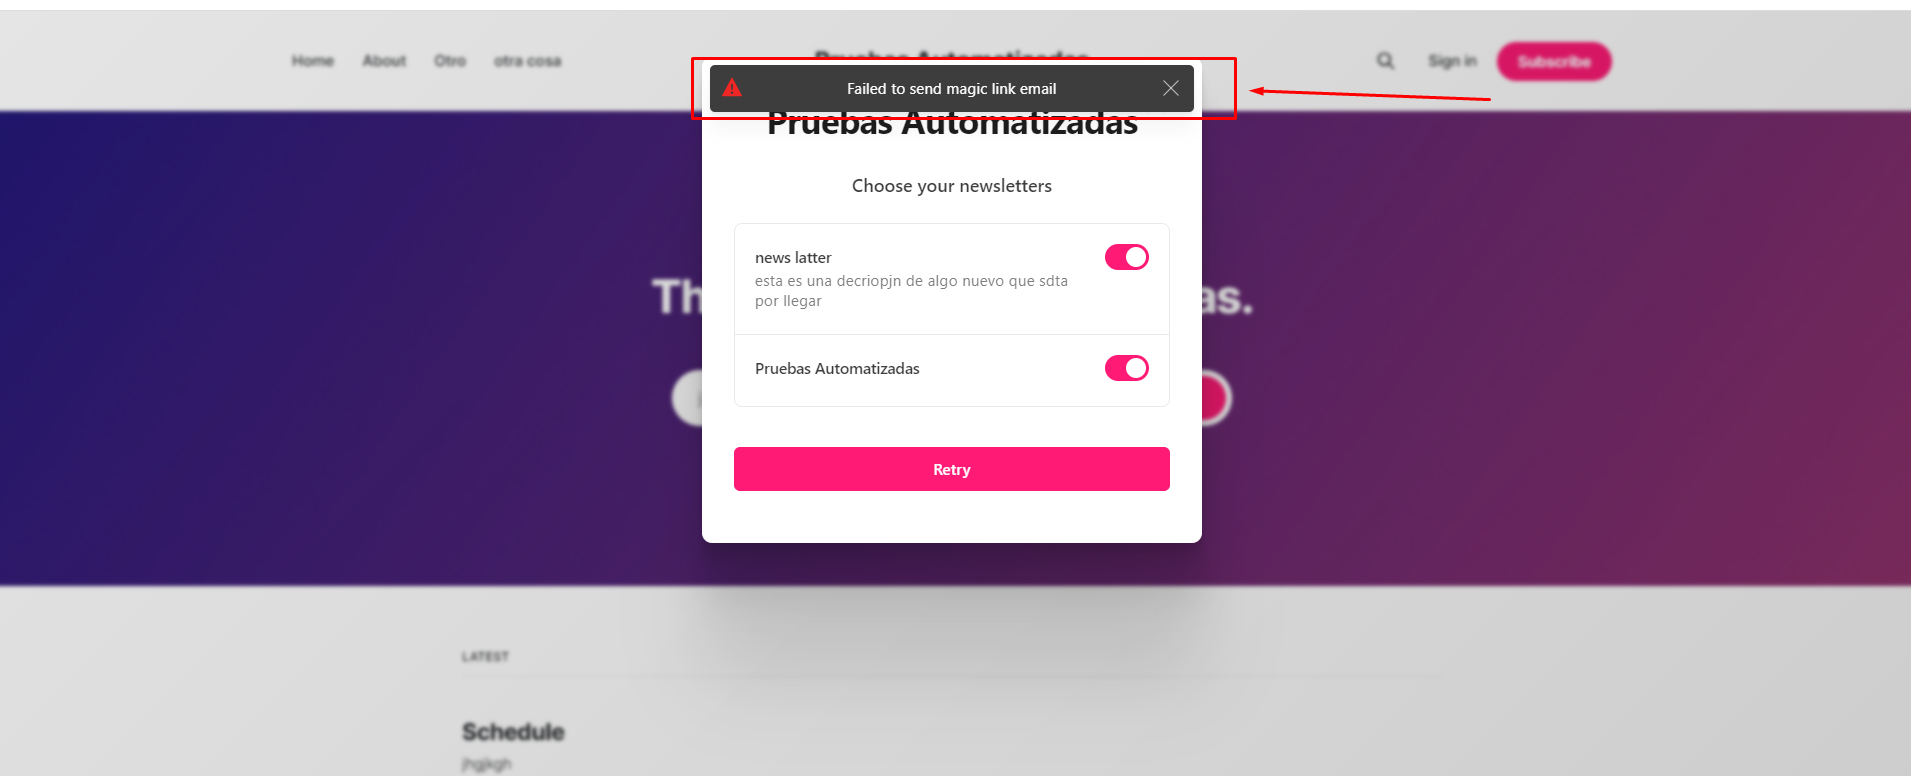 Home About Otro otra cosa
Pruebas Automatizadas
Sign in Subscribe
Failed to send magic link email
Pruebas Automatizadas
Choose your newsletters
news latter
esta es una decriopjn de algo nuevo que sdta
por llegar
Pruebas Automatizadas
Retry
Th
as.
LATEST
Schedule
jhgjkgh